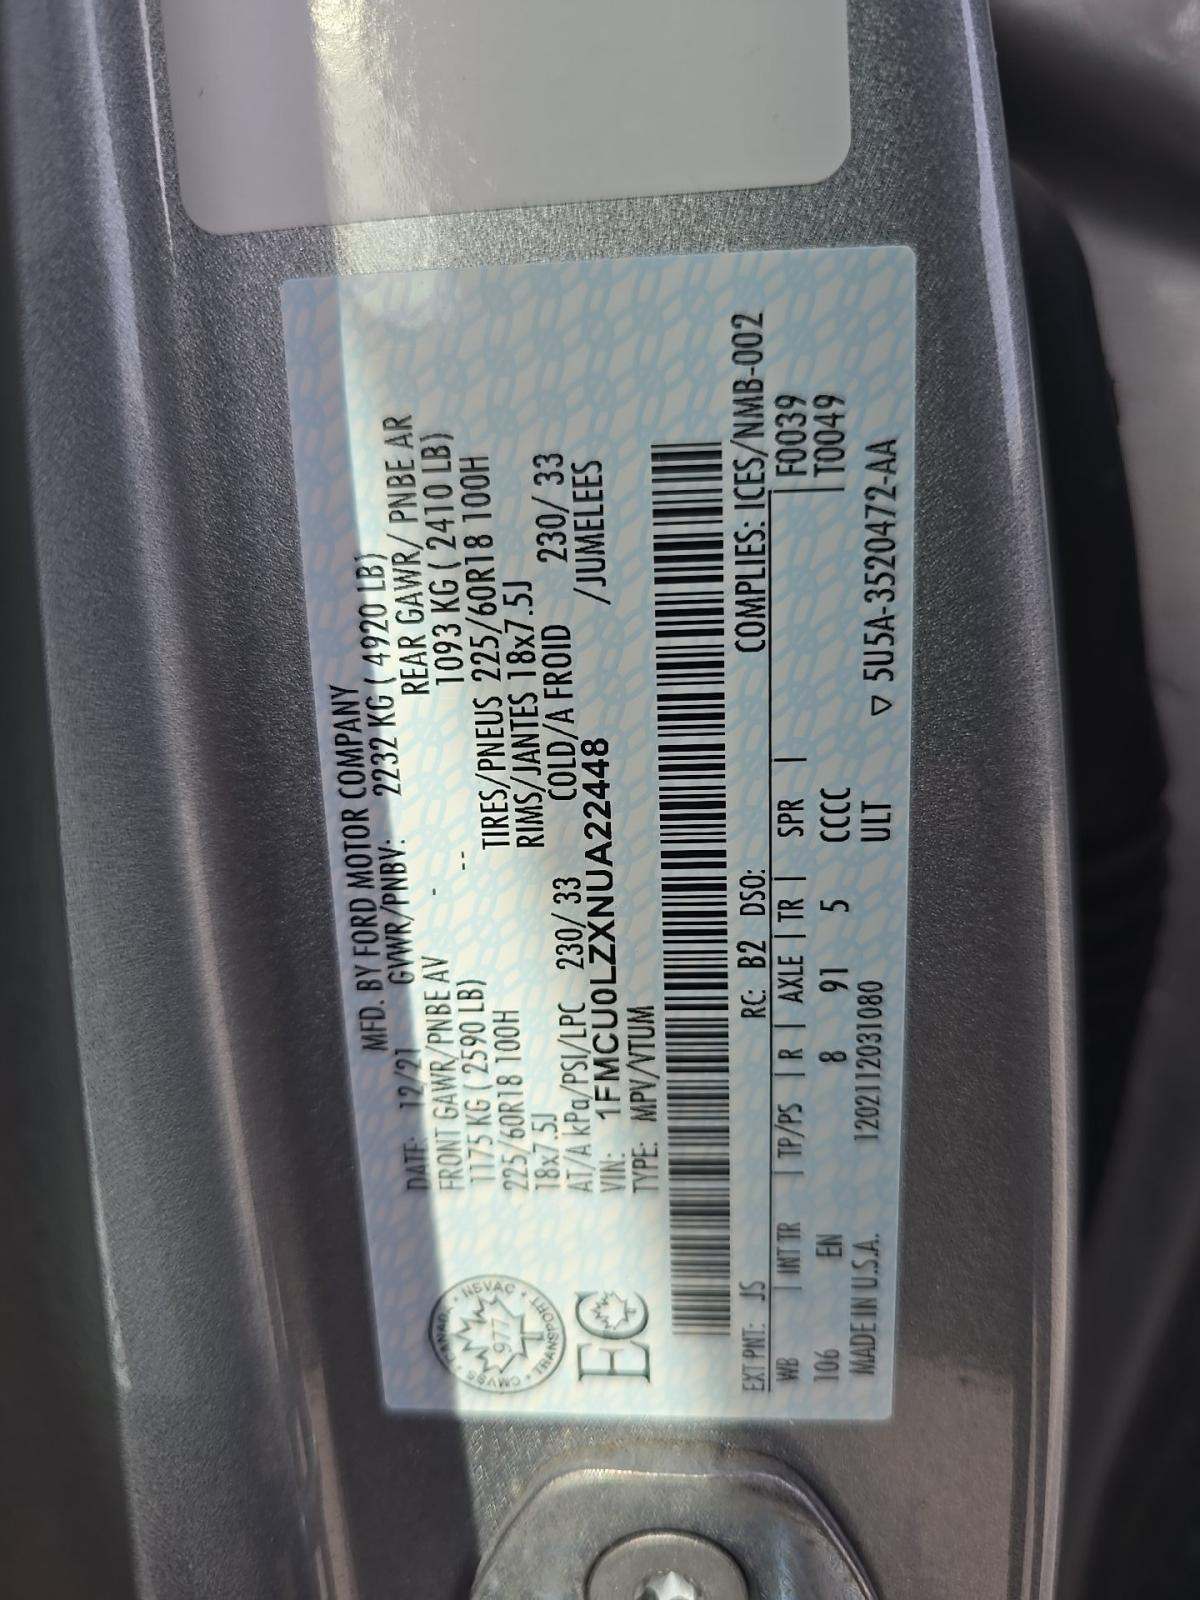 MFD. BY FORD MOTOR COMPANY
DATE: 12/21 GVWR/PNBV: 2232 KG ( 4920 LB)
FRONT GAWR/PNBE AV - REAR GAWR/ PNBE AR
1175 KG ( 2590 LB) -- 1093 KG ( 2410 LB)
225/60R18 100H TIRES/PNEUS 225/60R18 100H
18x7.5J RIMS/JANTES 18x7.5J
AT/A kPa/PSI/LPC 230/ 33 COLD/A FROID 230/ 33
VIN: 1FMCU0LZXNUA22448 /JUMELEES
TYPE: MPV/VTUM
CANADA • NSVAC • TRANSPORT • CMVSS
977
EC
COMPLIES: ICES/NMB-002
EXT PNT: JS RC: B2 DSO:
WB | INT TR | TP/PS | R | AXLE | TR | SPR | F0039
106 EN 8 91 5 CCCC | T0049
MADE IN U.S.A. 1202112031080 ULT ▽ 5U5A-3520472-AA